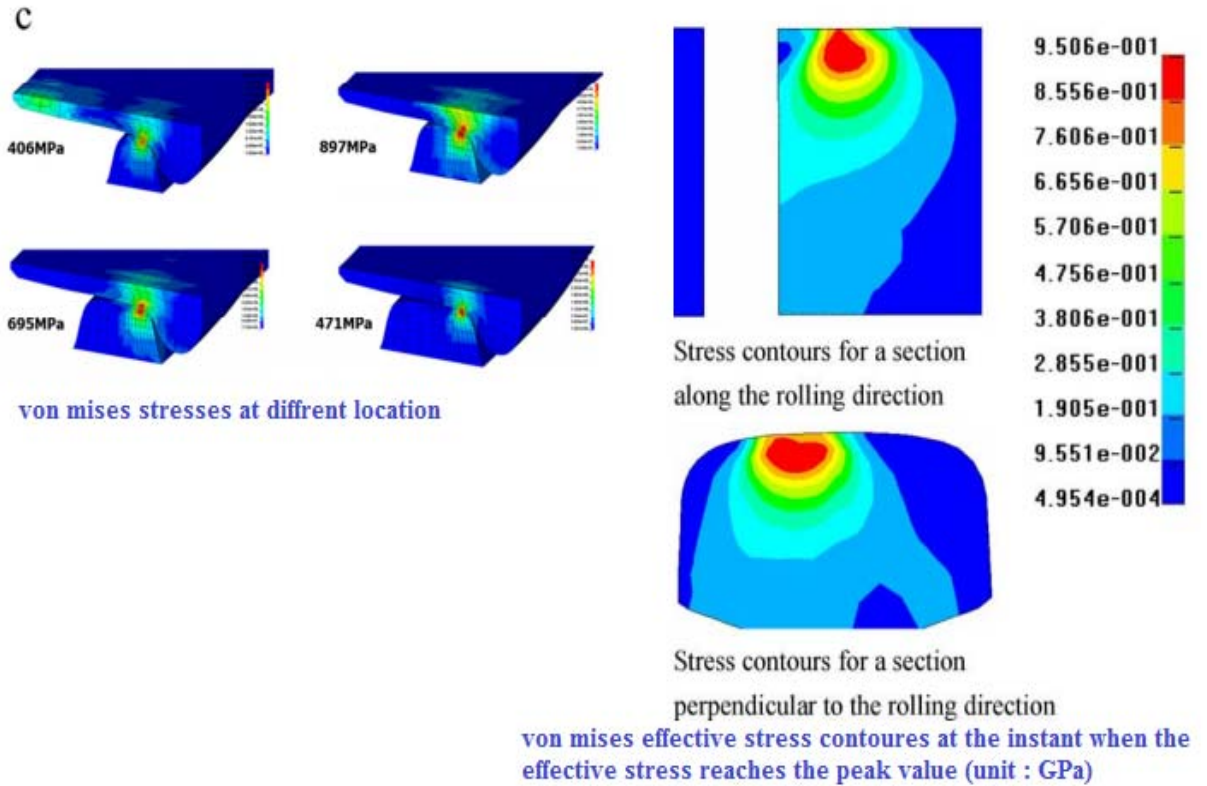 c
406MPa
897MPa
695MPa
471MPa
von mises stresses at diffrent location
Stress contours for a section
along the rolling direction
Stress contours for a section
perpendicular to the rolling direction
von mises effective stress contoures at the instant when the
effective stress reaches the peak value (unit : GPa)
9.506e-001
8.556e-001
7.606e-001
6.656e-001
5.706e-001
4.756e-001
3.806e-001
2.855e-001
1.905e-001
9.551e-002
4.954e-004